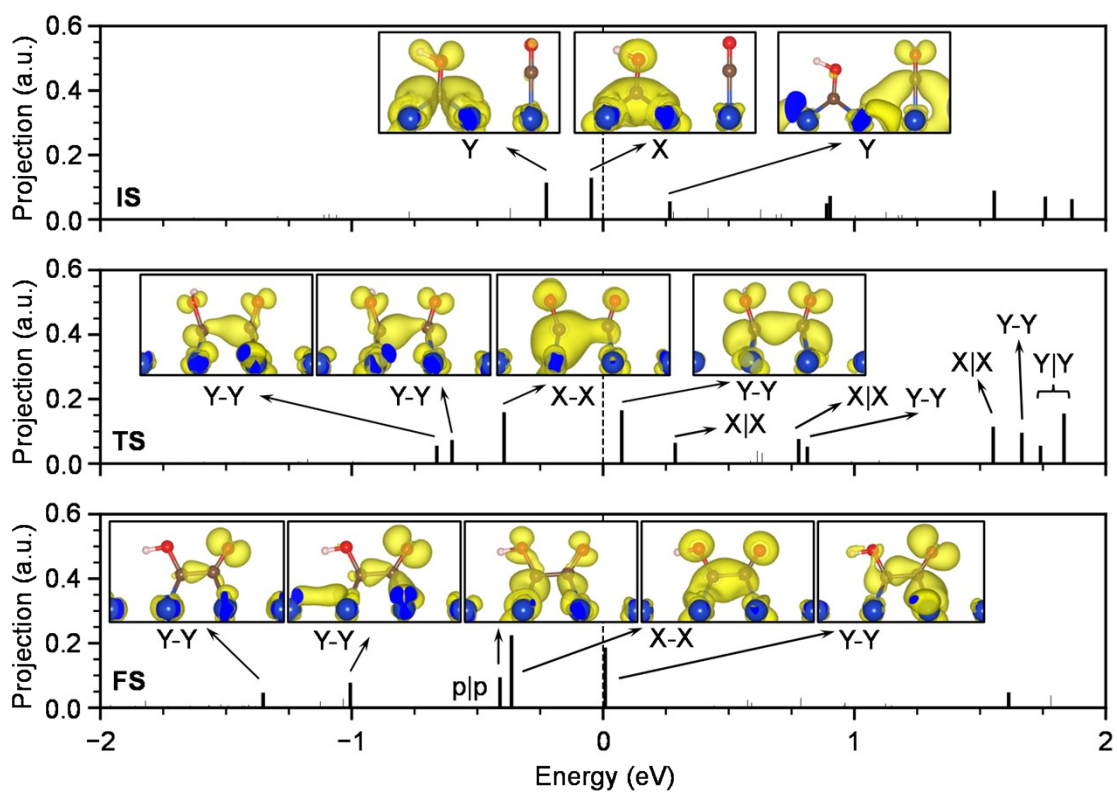 Projection (a.u.)
0.6
0.4
0.2
0.0
IS
Y
X
Y
Projection (a.u.)
0.6
0.4
0.2
0.0
TS
Y-Y
Y-Y
X-X
Y-Y
X|X
X|X
Y-Y
X|X
Y-Y
Y|Y
Projection (a.u.)
0.6
0.4
0.2
0.0
FS
Y-Y
Y-Y
p|p
X-X
Y-Y
−2
−1
0
1
2
Energy (eV)